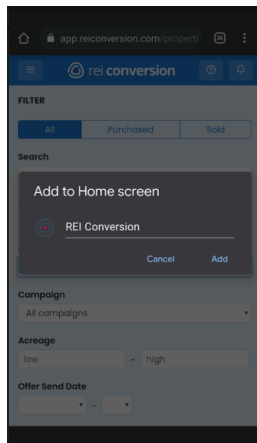 app.reiconversion.com/properti
36
rei conversion
FILTER
All Purchased Sold
Search
Add to Home screen
REI Conversion
Cancel Add
Campaign
All campaigns
Acreage
low - high
Offer Send Date
-